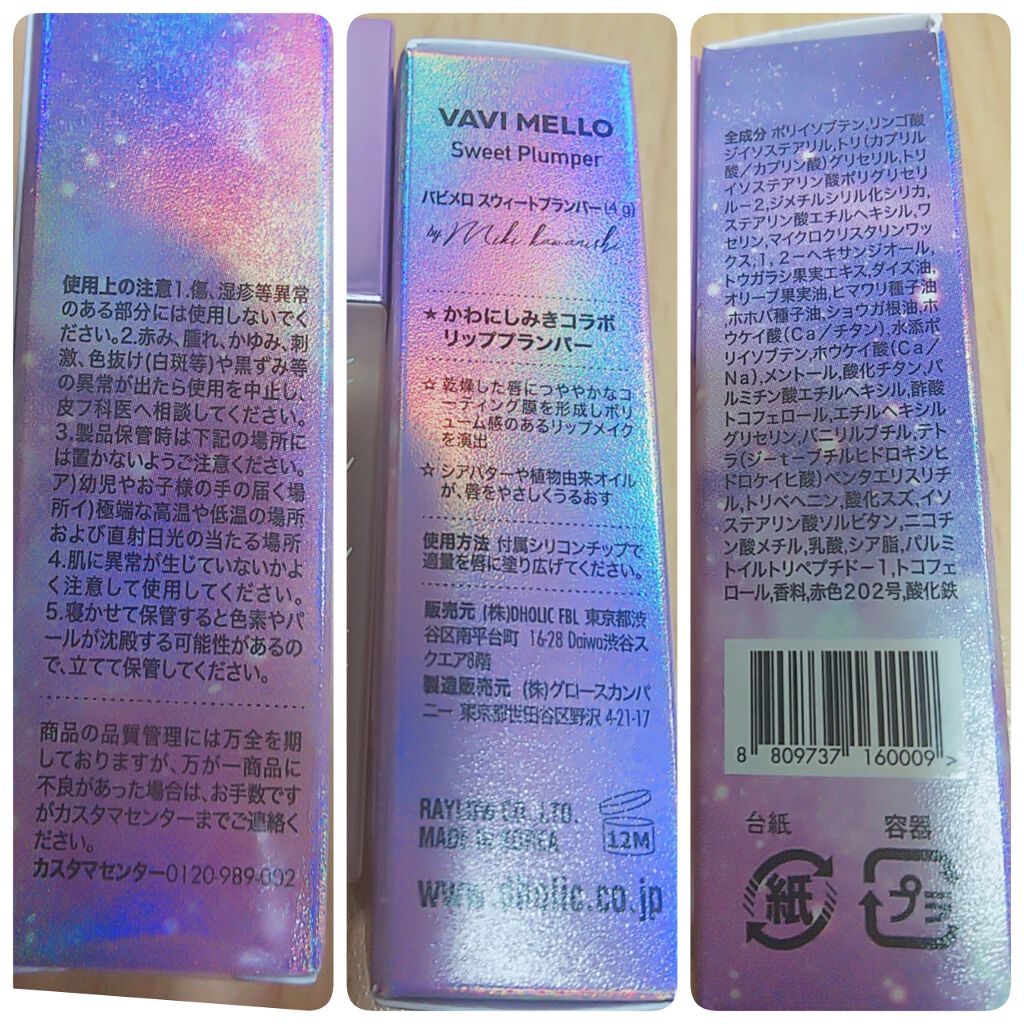 使用上の注意1.傷、湿疹等異常
のある部分には使用しないでく
ださい。2.赤み、腫れ、かゆみ、刺
激、色抜け(白斑等)や黒ずみ等
の異常が出たら使用を中止し、
皮フ科医へ相談してください。
3.製品保管時は下記の場所に
は置かないようご注意ください。
ア)幼児やお子様の手の届く場
所イ)極端な高温や低温の場所
および直射日光の当たる場所
4.肌に異常が生じていないかよ
く注意して使用してください。
5.寝かせて保管すると色素やパ
ールが沈殿する可能性があるの
で、立てて保管してください。
商品の品質管理には万全を期
しておりますが、万が一商品に
不良があった場合は、お手数です
がカスタマセンターまでご連絡く
ださい。
カスタマセンター0120-989-002
VAVI MELLO
Sweet Plumper
バビメロ スウィートプランパー(4g)
by Miki Kawanishi
★かわにしみきコラボ
リッププランパー
☆乾燥した唇につややかなコ
ーティング膜を形成しボリ
ューム感のあるリップメイク
を演出
☆シアバターや植物由来オイル
が、唇をやさしくうるおす
使用方法 付属シリコンチップで
適量を唇に塗り広げてください。
販売元 (株)DHOLIC FBL 東京都渋
谷区南平台町 16-28 Daiwa渋谷ス
クエア8階
製造販売元 (株)グロースカンパ
ニー 東京都世田谷区野沢 4-21-17
CO., LTD.
MADE IN KOREA
12M
www.dholic.co.jp
全成分 ポリイソブテン,リンゴ酸
ジイソステアリル,トリ(カプリル
酸/カプリン酸)グリセリル,トリ
イソステアリン酸ポリグリセリ
ル-2,ジメチルシリル化シリカ,
ステアリン酸エチルヘキシル,ワ
セリン,マイクロクリスタリンワッ
クス,1,2-ヘキサンジオール,
トウガラシ果実エキス,ダイズ油,
オリーブ果実油,ヒマワリ種子油
,ホホバ種子油,ショウガ根油,ホ
ウケイ酸(Ca/チタン),水添ポ
リイソブテン,ホウケイ酸(Ca/
Na),メントール,酸化チタン,パ
ルミチン酸エチルヘキシル,酢酸
トコフェロール,エチルヘキシル
グリセリン,バニリルブチル,テト
ラ(ジーtーブチルヒドロキシヒ
ドロケイヒ酸)ペンタエリスリチ
ル,トリベヘニン,酸化スズ,イソ
ステアリン酸ソルビタン,ニコチ
ン酸メチル,乳酸,シア脂,パルミ
トイルトリペプチドー1,トコフェ
ロール,香料,赤色202号,酸化鉄
8 809737 160009 >
台紙 容器
紙 プラ